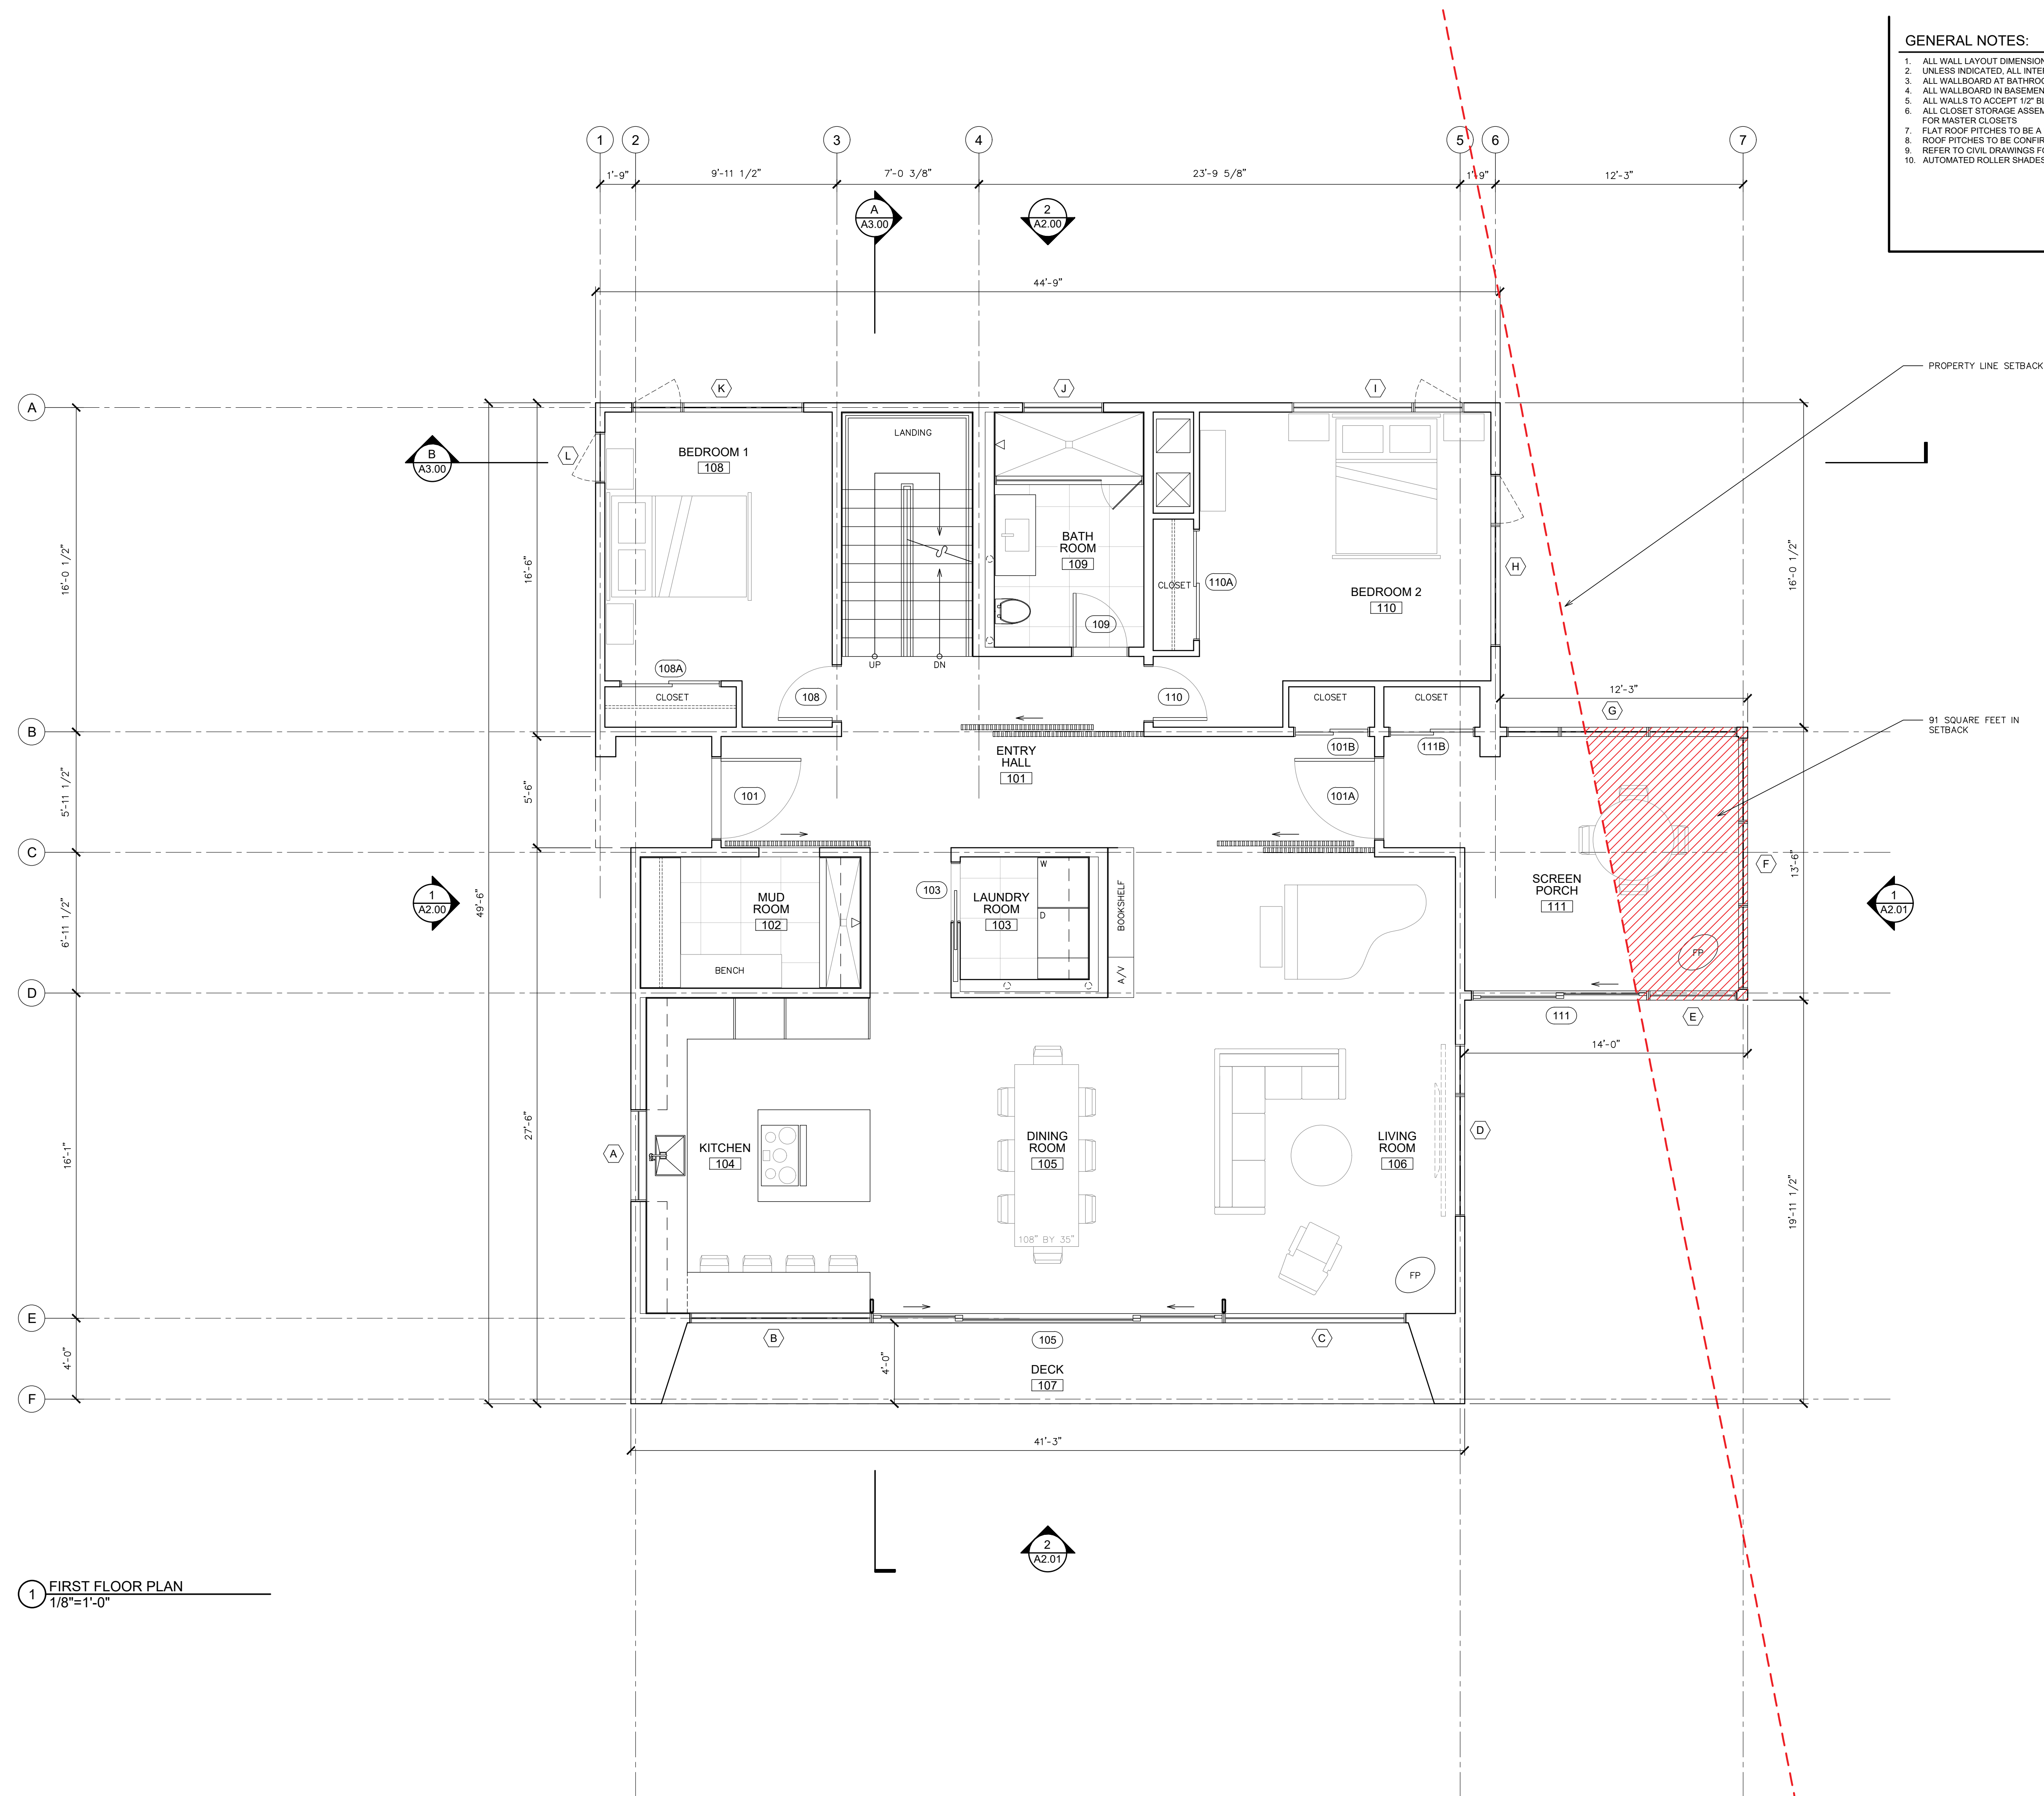 GENERAL NOTES:
1. ALL WALL LAYOUT DIMENSION
2. UNLESS INDICATED, ALL INTE
3. ALL WALLBOARD AT BATHROO
4. ALL WALLBOARD IN BASEMEN
5. ALL WALLS TO ACCEPT 1/2" BL
6. ALL CLOSET STORAGE ASSEM
FOR MASTER CLOSETS
7. FLAT ROOF PITCHES TO BE A
8. ROOF PITCHES TO BE CONFIR
9. REFER TO CIVIL DRAWINGS FO
10. AUTOMATED ROLLER SHADES
1 2 3 4 5 6 7
1'-9" 9'-11 1/2" 7'-0 3/8" 23'-9 5/8" 1'-9" 12'-3"
A
A3.00
2
A2.00
44'-9"
PROPERTY LINE SETBACK
A
K J I
LANDING
B
A3.00
L
BEDROOM 1
108
16'-0 1/2"
16'-6"
BATH
ROOM
109
CLOSET
110A
H
16'-0 1/2"
BEDROOM 2
110
109
UP DN
108A
CLOSET
108
110
CLOSET
CLOSET
12'-3"
G
91 SQUARE FEET IN
SETBACK
B
101B
111B
ENTRY
HALL
101
5'-11 1/2"
5'-6"
101
101A
C
F
13'-6"
W
D
103
MUD
ROOM
102
LAUNDRY
ROOM
103
BOOKSHELF
A/V
SCREEN
PORCH
111
1
A2.00
49'-6"
6'-11 1/2"
1
A2.01
FP
BENCH
D
111
E
14'-0"
27'-6"
16'-1"
A
KITCHEN
104
DINING
ROOM
105
LIVING
ROOM
106
D
19'-11 1/2"
108" BY 35"
FP
E
B
105
C
4'-0"
4'-0"
DECK
107
F
41'-3"
2
A2.01
1
FIRST FLOOR PLAN
1/8"=1'-0"